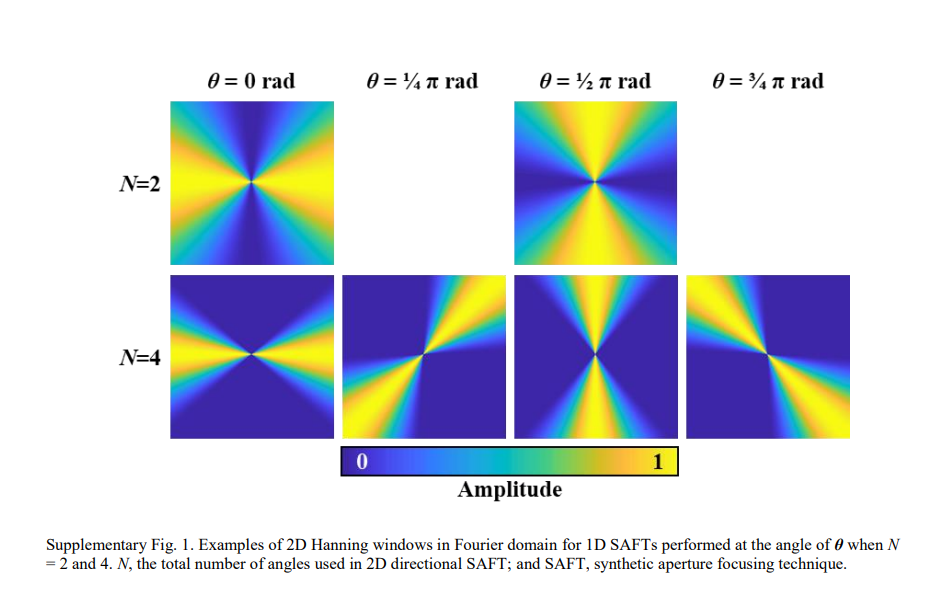 θ = 0 rad θ = ¼ π rad θ = ½ π rad θ = ¾ π rad
N=2
N=4
0 1
Amplitude
Supplementary Fig. 1. Examples of 2D Hanning windows in Fourier domain for 1D SAFTs performed at the angle of θ when N
= 2 and 4. N, the total number of angles used in 2D directional SAFT; and SAFT, synthetic aperture focusing technique.